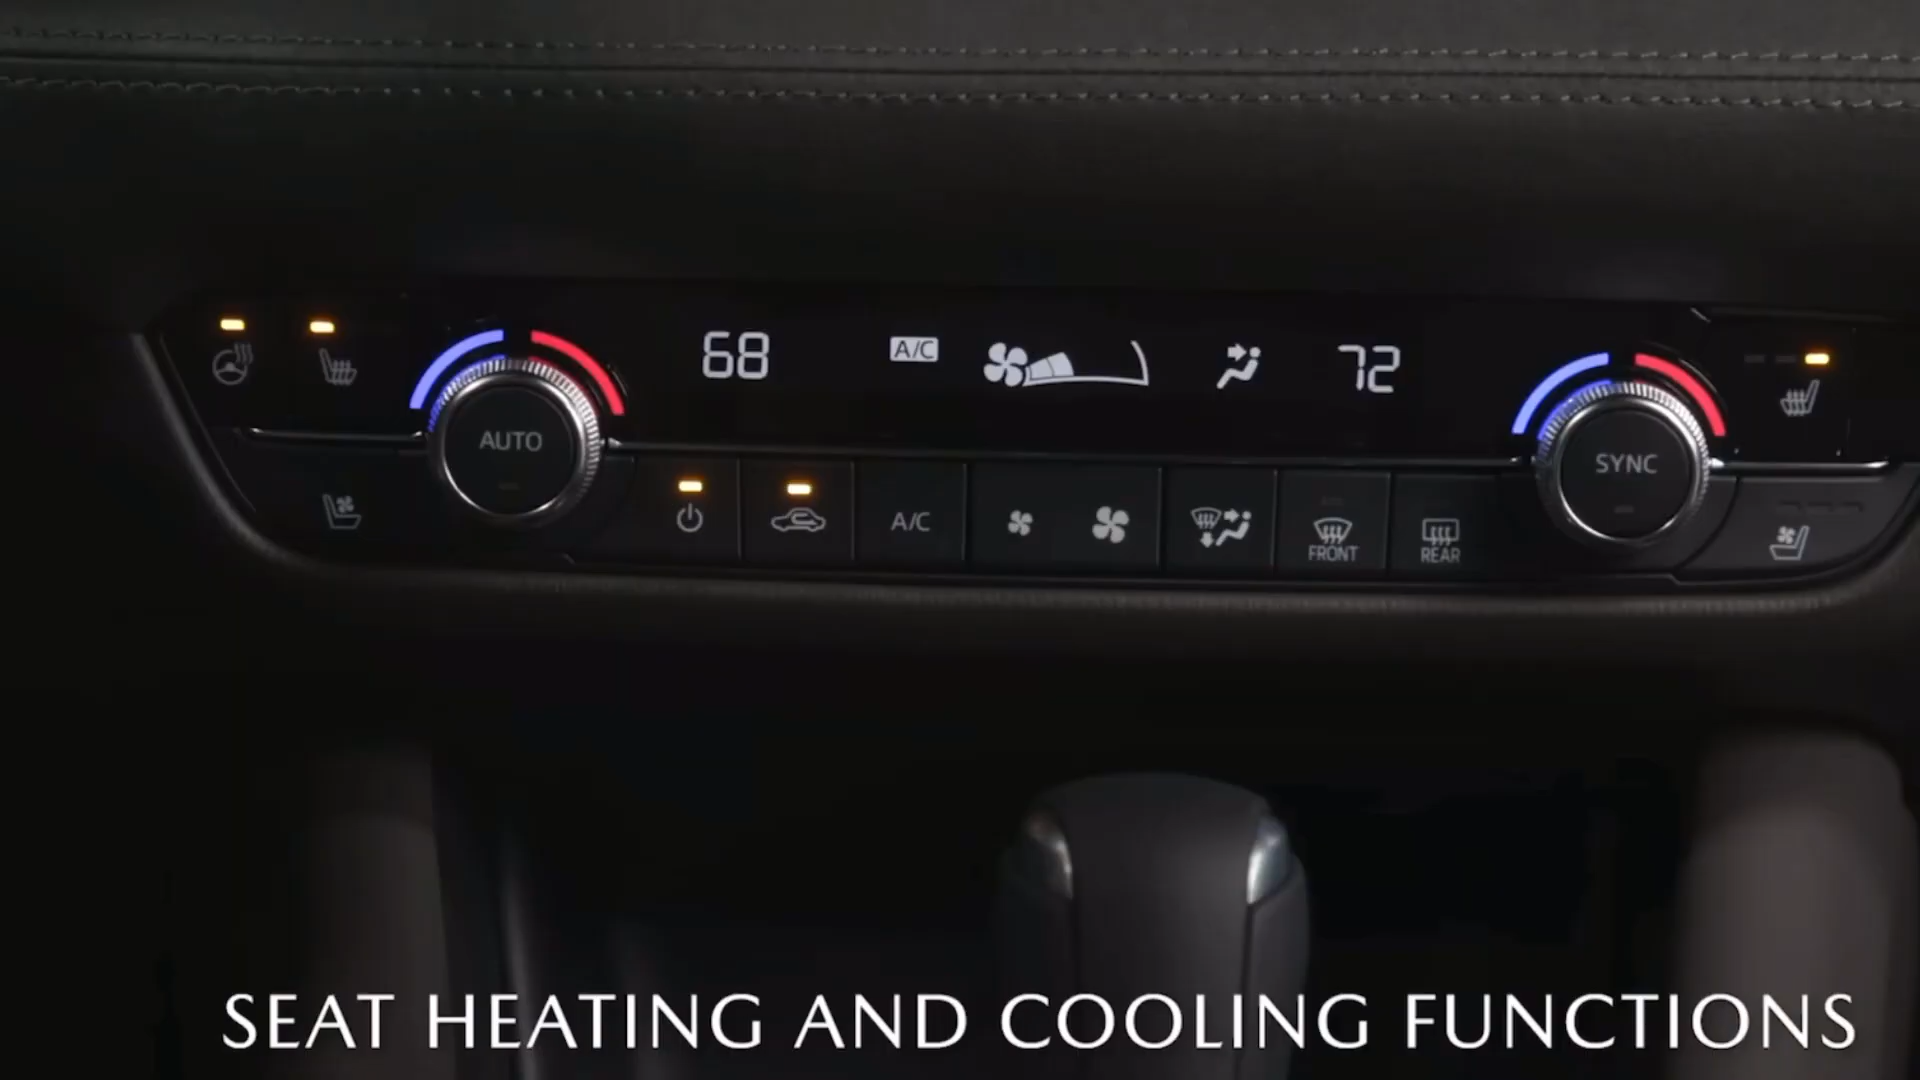 68
A/C
72
AUTO
SYNC
A/C
FRONT
REAR
SEAT HEATING AND COOLING FUNCTIONS